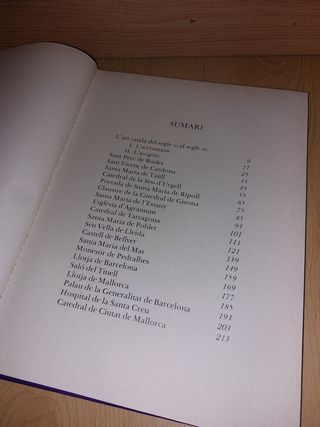 SUMARI
L'art català del segle XI al segle XV
I. L'art romànic 9
II. L'art gòtic 17
Sant Pere de Rodes 25
Sant Vicenç de Cardona 35
Santa Maria de Taüll 45
Catedral de la Seu d'Urgell 55
Portada de Santa Maria de Ripoll 65
Claustre de la Catedral de Girona 75
Santa Maria de l'Estany 85
Església d'Agramunt 93
Catedral de Tarragona 101
Santa Maria de Poblet 111
Seu Vella de Lleida 121
Castell de Bellver 139
Santa Maria del Mar 149
Monestir de Pedralbes 159
Llotja de Barcelona 169
Saló del Tinell 177
Llotja de Mallorca 185
Palau de la Generalitat de Barcelona 193
Hospital de la Santa Creu 203
Catedral de Ciutat de Mallorca 213